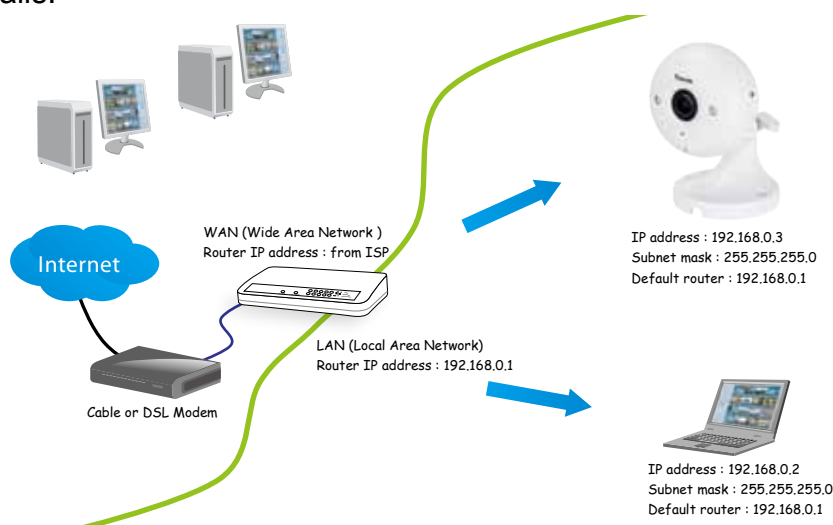 WAN (Wide Area Network )
Router IP address : from ISP
Internet
IP address : 192.168.0.3
Subnet mask : 255.255.255.0
Default router : 192.168.0.1
LAN (Local Area Network)
Router IP address : 192.168.0.1
Cable or DSL Modem
IP address : 192.168.0.2
Subnet mask : 255.255.255.0
Default router : 192.168.0.1